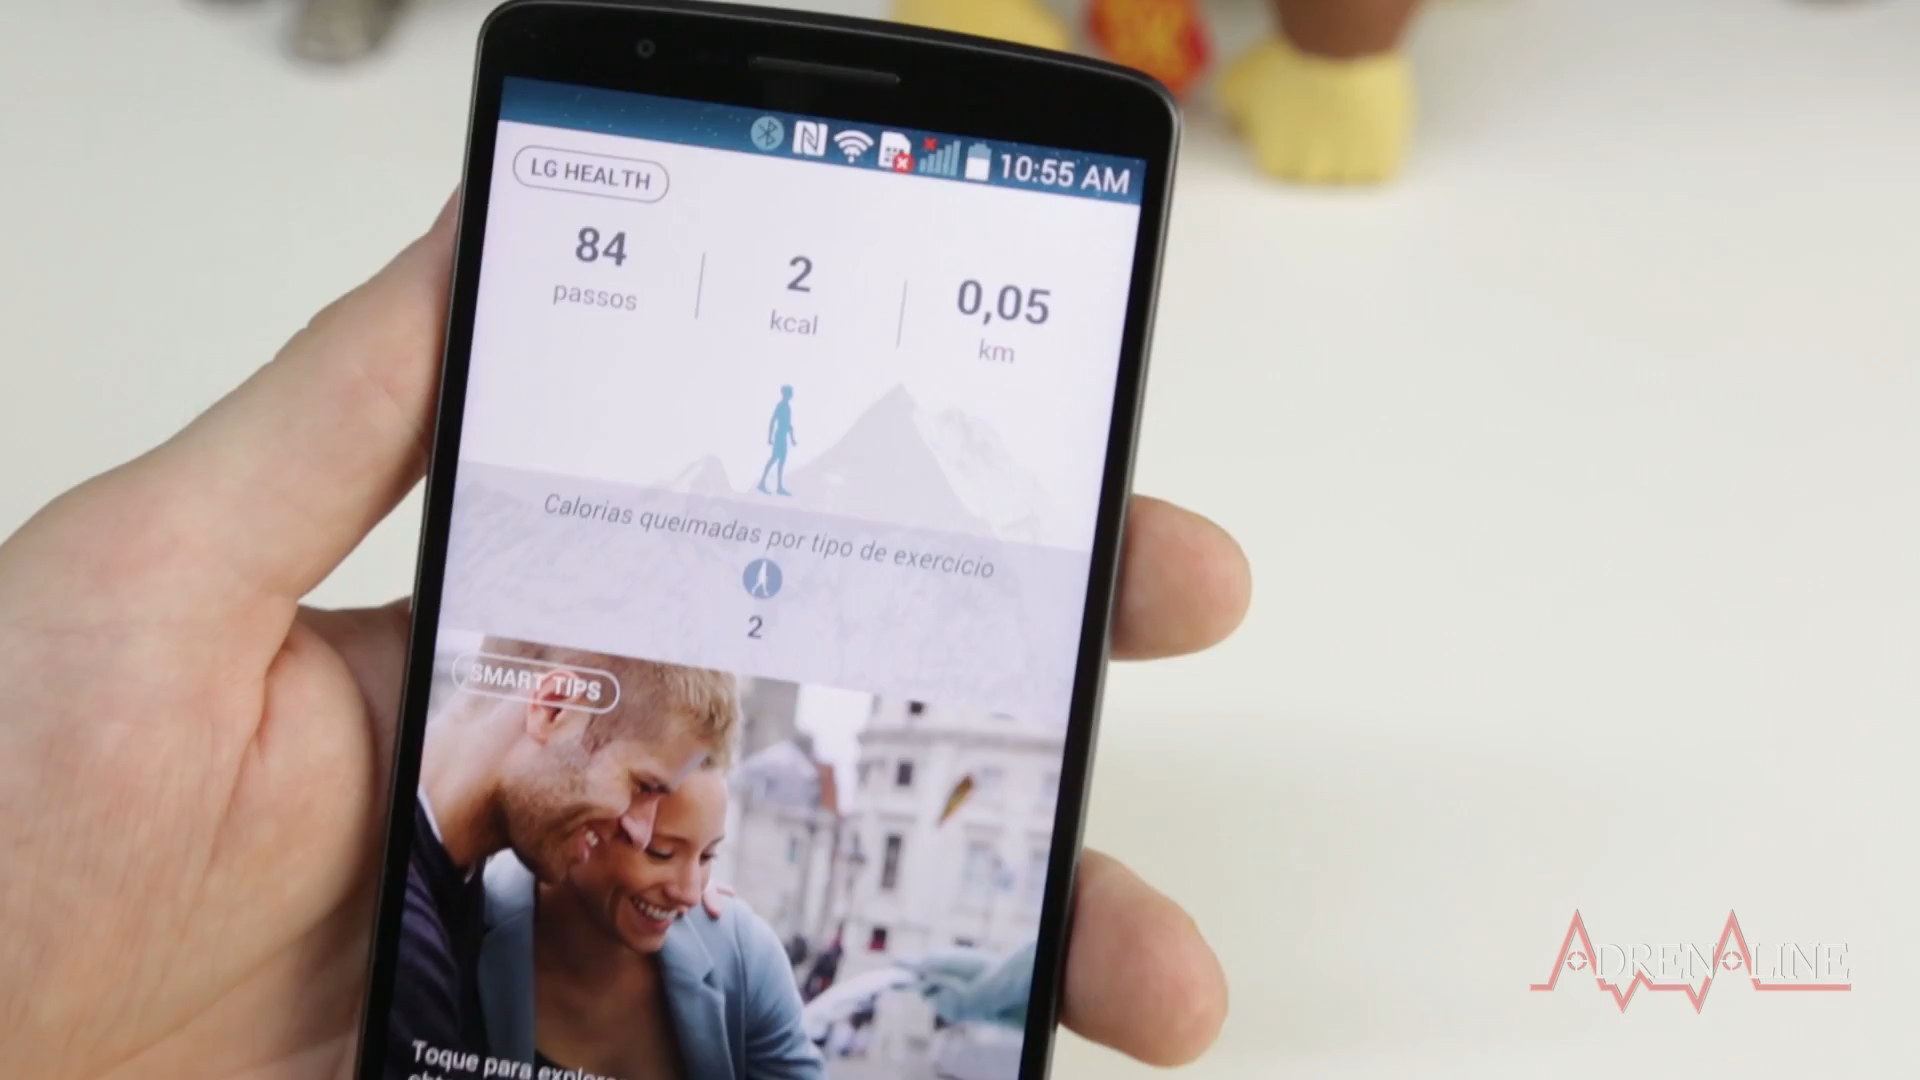 10:55 AM
LG HEALTH
84
passos
2
kcal
0,05
km
Calorias queimadas por tipo de exercício
2
SMART TIPS
Toque para
ADRENALINE